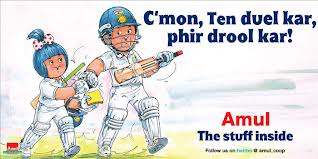 C'mon, Ten duel kar,
phir drool kar!
Amul
The stuff inside
Follow us on twitter @ amul_coop